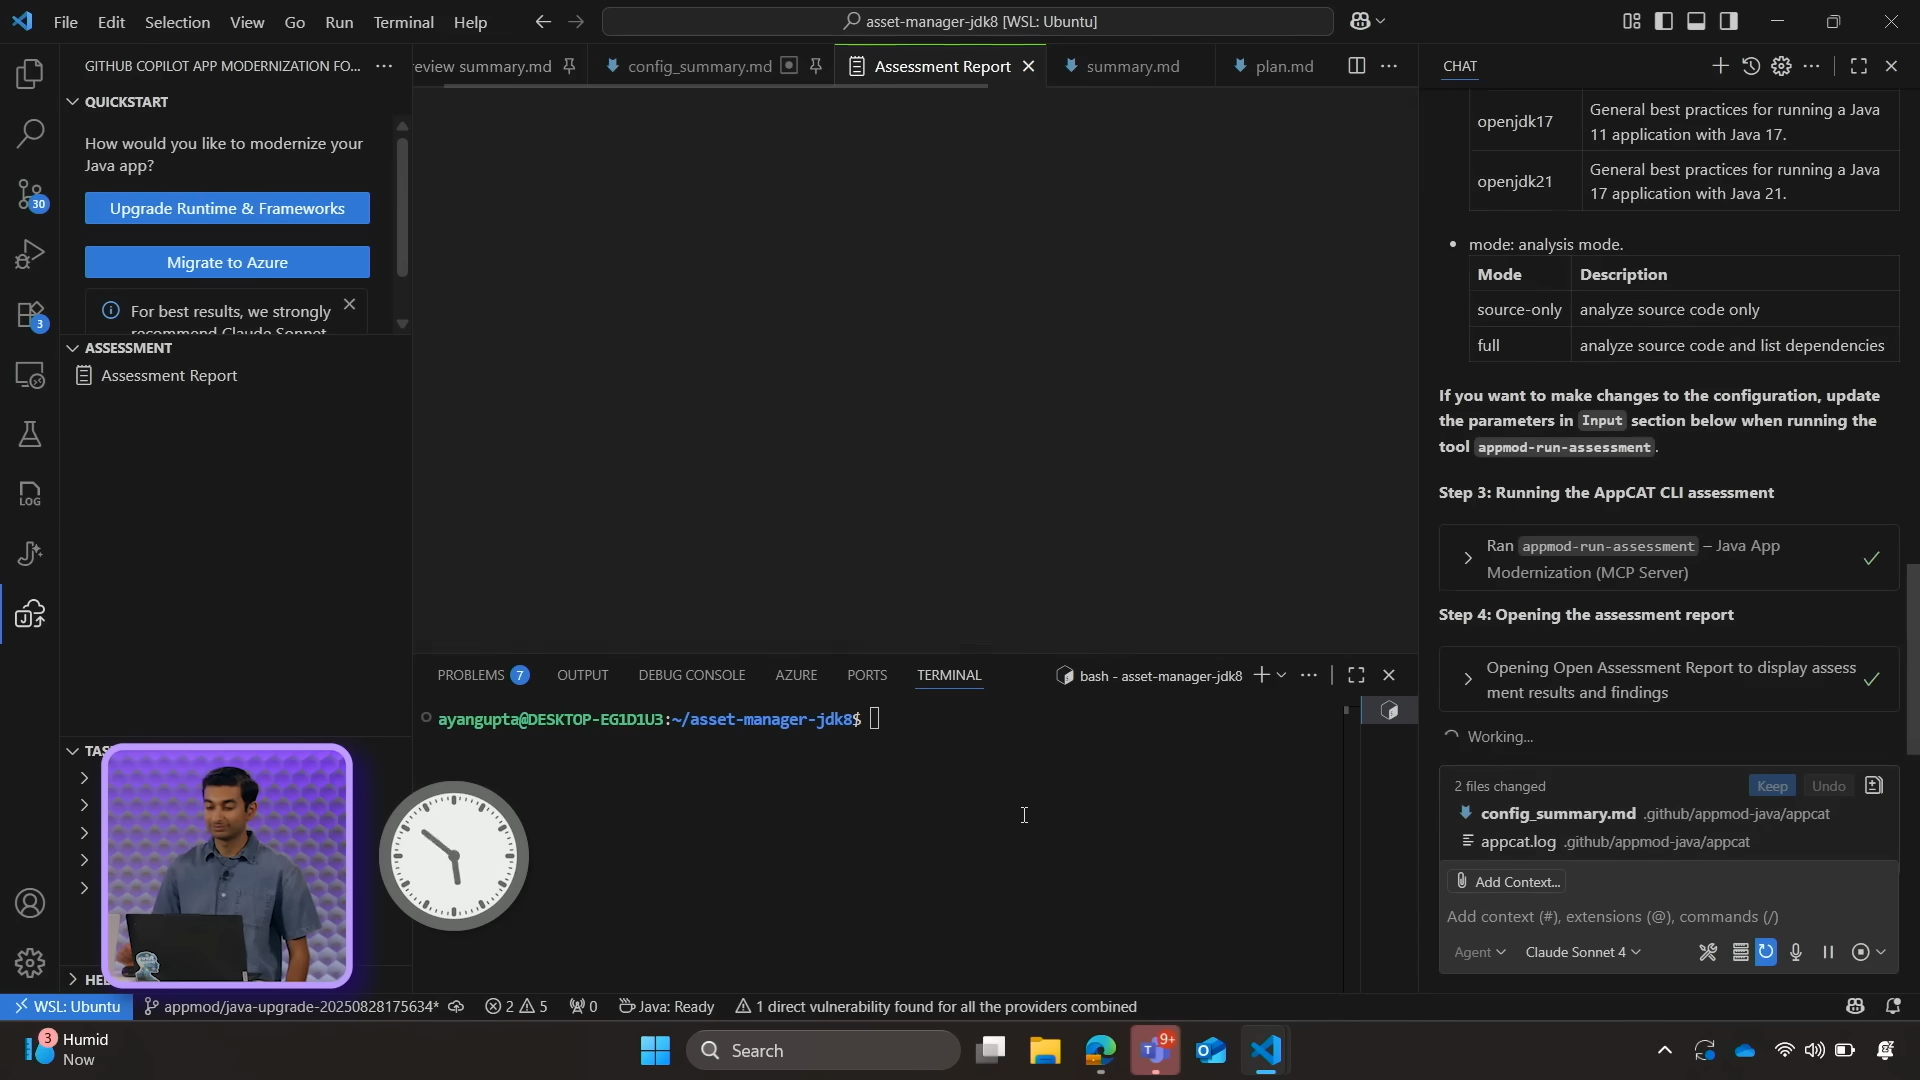 File Edit Selection View Go Run Terminal Help
asset-manager-jdk8 [WSL: Ubuntu]
GITHUB COPILOT APP MODERNIZATION FO...
QUICKSTART
How would you like to modernize your
Java app?
Upgrade Runtime & Frameworks
Migrate to Azure
For best results, we strongly
recommend Claude Sonnet
ASSESSMENT
Assessment Report
30
3
LOG
eview summary.md
config_summary.md
Assessment Report
summary.md
plan.md
PROBLEMS 7 OUTPUT DEBUG CONSOLE AZURE PORTS TERMINAL
bash - asset-manager-jdk8
ayangupta@DESKTOP-EG1D1U3:~/asset-manager-jdk8$
CHAT
openjdk17 General best practices for running a Java
11 application with Java 17.
openjdk21 General best practices for running a Java
17 application with Java 21.
• mode: analysis mode.
Mode Description
source-only analyze source code only
full analyze source code and list dependencies
If you want to make changes to the configuration, update
the parameters in Input section below when running the
tool appmod-run-assessment.
Step 3: Running the AppCAT CLI assessment
Ran appmod-run-assessment – Java App
Modernization (MCP Server)
Step 4: Opening the assessment report
Opening Open Assessment Report to display assess
ment results and findings
Working...
2 files changed Keep Undo
config_summary.md .github/appmod-java/appcat
appcat.log .github/appmod-java/appcat
Add Context...
Add context (#), extensions (@), commands (/)
Agent Claude Sonnet 4
TAS
HEL
WSL: Ubuntu appmod/java-upgrade-20250828175634* 2 5 0 Java: Ready 1 direct vulnerability found for all the providers combined
3 Humid
Now
Search
9+